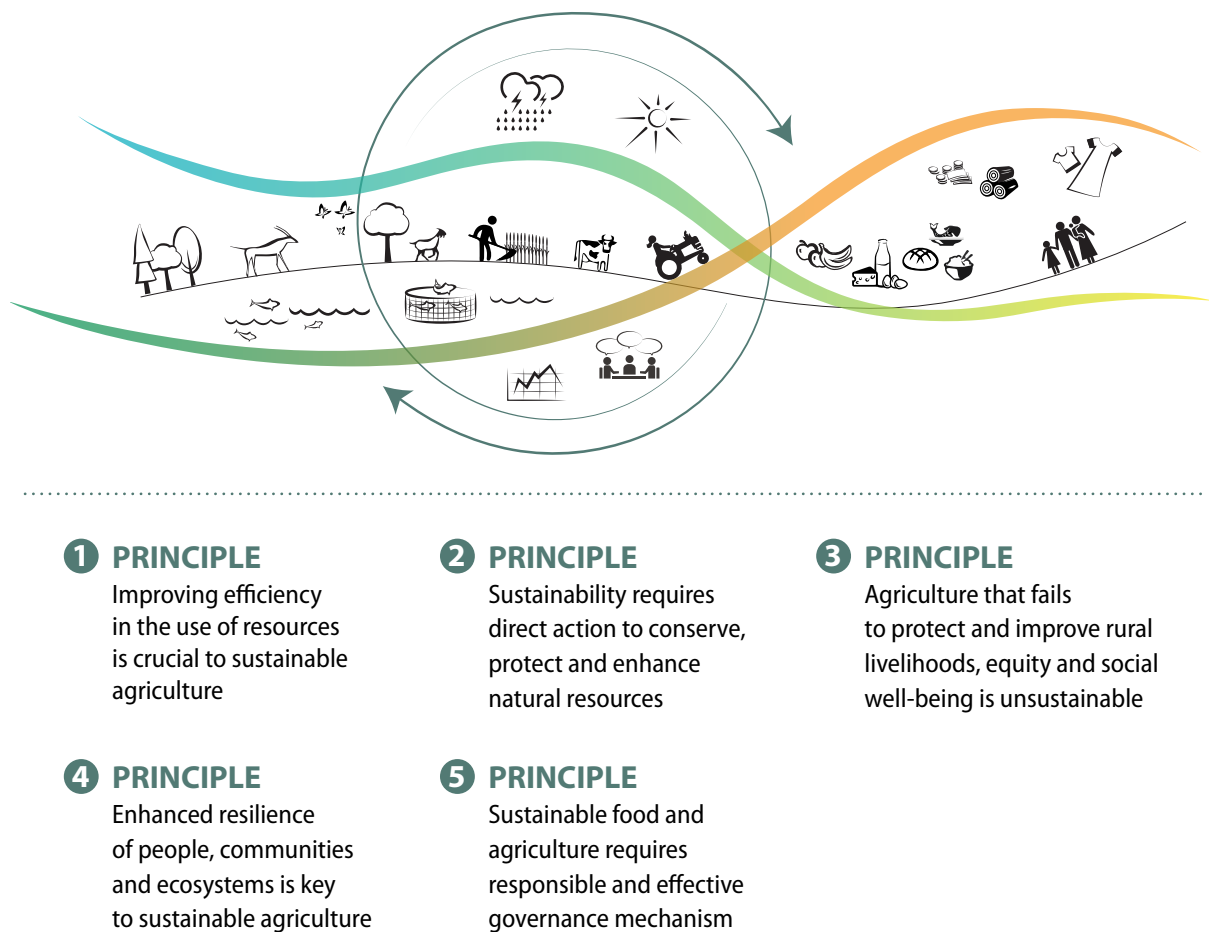 1 PRINCIPLE
Improving efficiency
in the use of resources
is crucial to sustainable
agriculture
2 PRINCIPLE
Sustainability requires
direct action to conserve,
protect and enhance
natural resources
3 PRINCIPLE
Agriculture that fails
to protect and improve rural
livelihoods, equity and social
well-being is unsustainable
4 PRINCIPLE
Enhanced resilience
of people, communities
and ecosystems is key
to sustainable agriculture
5 PRINCIPLE
Sustainable food and
agriculture requires
responsible and effective
governance mechanism